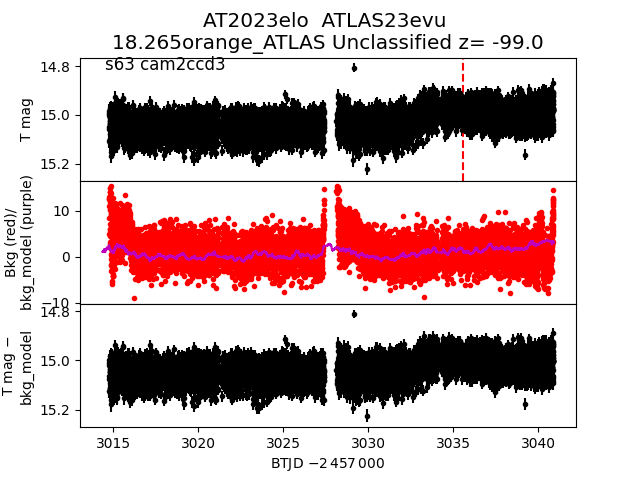 AT2023elo  ATLAS23evu
18.265orange_ATLAS Unclassified z= -99.0
s63 cam2ccd3
14.8
15.0
15.2
T mag
10
0
−10
Bkg (red)/
bkg_model (purple)
14.8
15.0
15.2
T mag −
bkg_model
3015
3020
3025
3030
3035
3040
BTJD −2 457 000